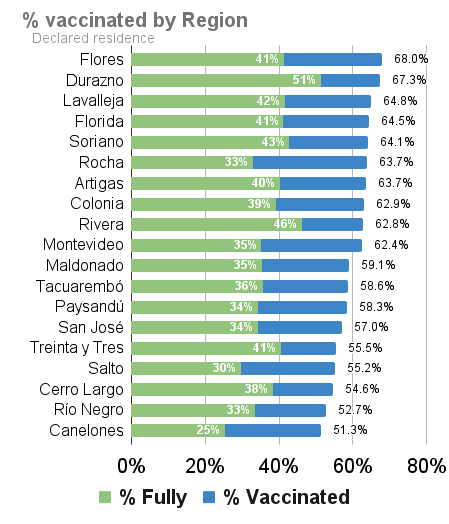 % vaccinated by Region
Declared residence
Flores 41% 68.0%
Durazno 51% 67.3%
Lavalleja 42% 64.8%
Florida 41% 64.5%
Soriano 43% 64.1%
Rocha 33% 63.7%
Artigas 40% 63.7%
Colonia 39% 62.9%
Rivera 46% 62.8%
Montevideo 35% 62.4%
Maldonado 35% 59.1%
Tacuarembó 36% 58.6%
Paysandú 34% 58.3%
San José 34% 57.0%
Treinta y Tres 41% 55.5%
Salto 30% 55.2%
Cerro Largo 38% 54.6%
Río Negro 33% 52.7%
Canelones 25% 51.3%
0% 20% 40% 60% 80%
% Fully % Vaccinated